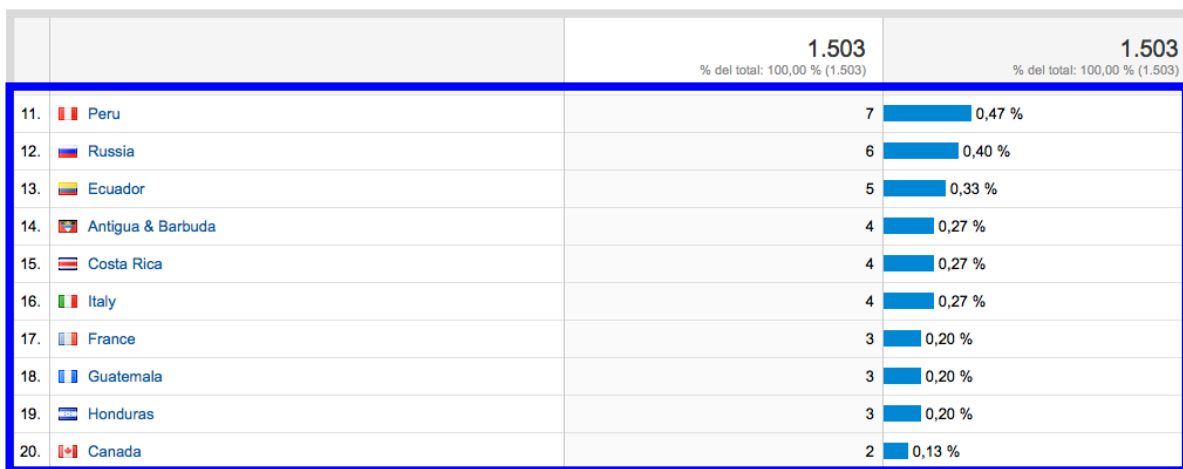 1.503 1.503
% del total: 100,00 % (1.503) % del total: 100,00 % (1.503)
11. Peru 7 0,47 %
12. Russia 6 0,40 %
13. Ecuador 5 0,33 %
14. Antigua & Barbuda 4 0,27 %
15. Costa Rica 4 0,27 %
16. Italy 4 0,27 %
17. France 3 0,20 %
18. Guatemala 3 0,20 %
19. Honduras 3 0,20 %
20. Canada 2 0,13 %